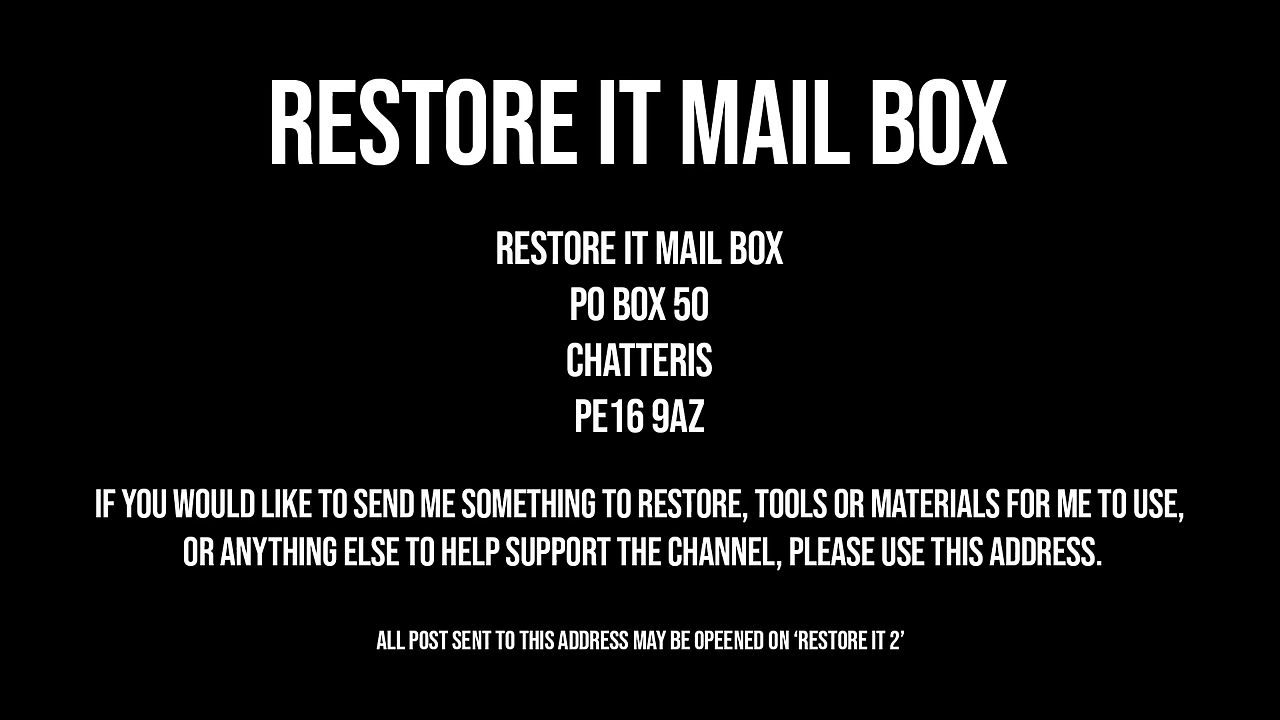 RESTORE IT MAIL BOX
RESTORE IT MAIL BOX
PO BOX 50
CHATTERIS
PE16 9AZ
IF YOU WOULD LIKE TO SEND ME SOMETHING TO RESTORE, TOOLS OR MATERIALS FOR ME TO USE,
OR ANYTHING ELSE TO HELP SUPPORT THE CHANNEL, PLEASE USE THIS ADDRESS.
ALL POST SENT TO THIS ADDRESS MAY BE OPEENED ON ‘RESTORE IT 2’